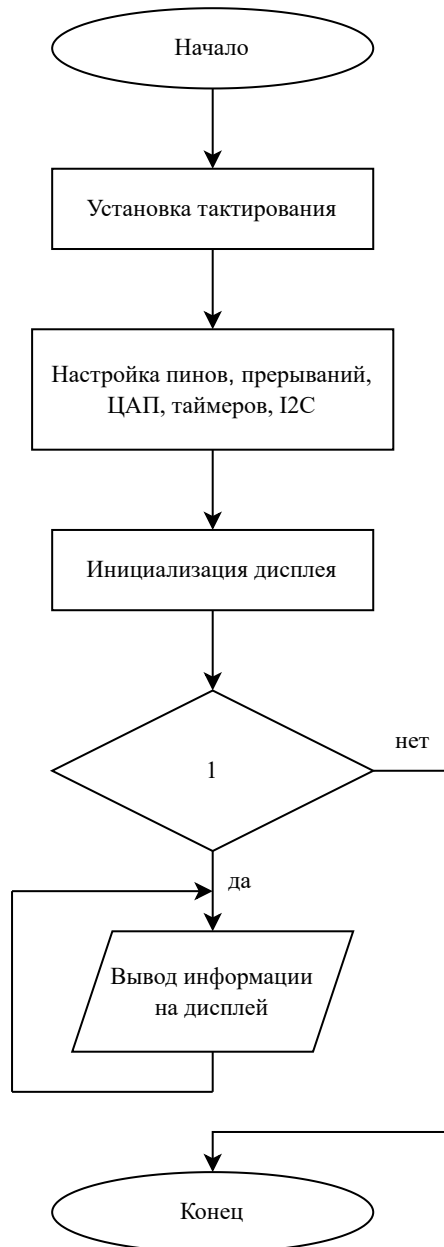 Начало
Установка тактирования
Настройка пинов, прерываний,
ЦАП, таймеров, I2C
Инициализация дисплея
1
нет
да
Вывод информации
на дисплей
Конец